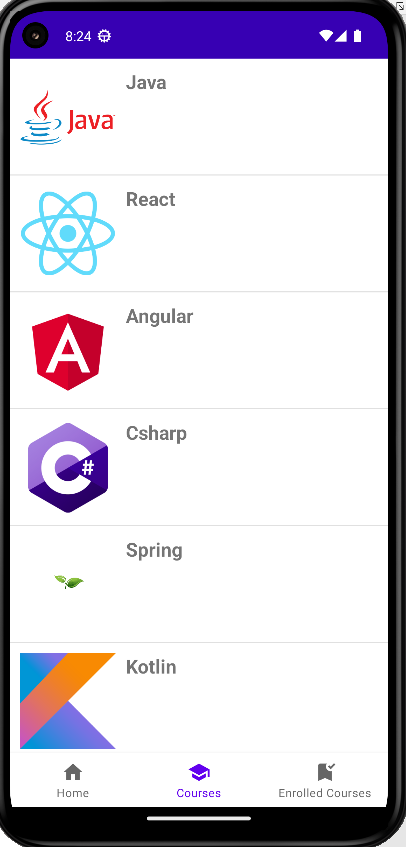 8:24
Java
Java
React
Angular
A
Csharp
C#
Spring
Kotlin
Home
Courses
Enrolled Courses